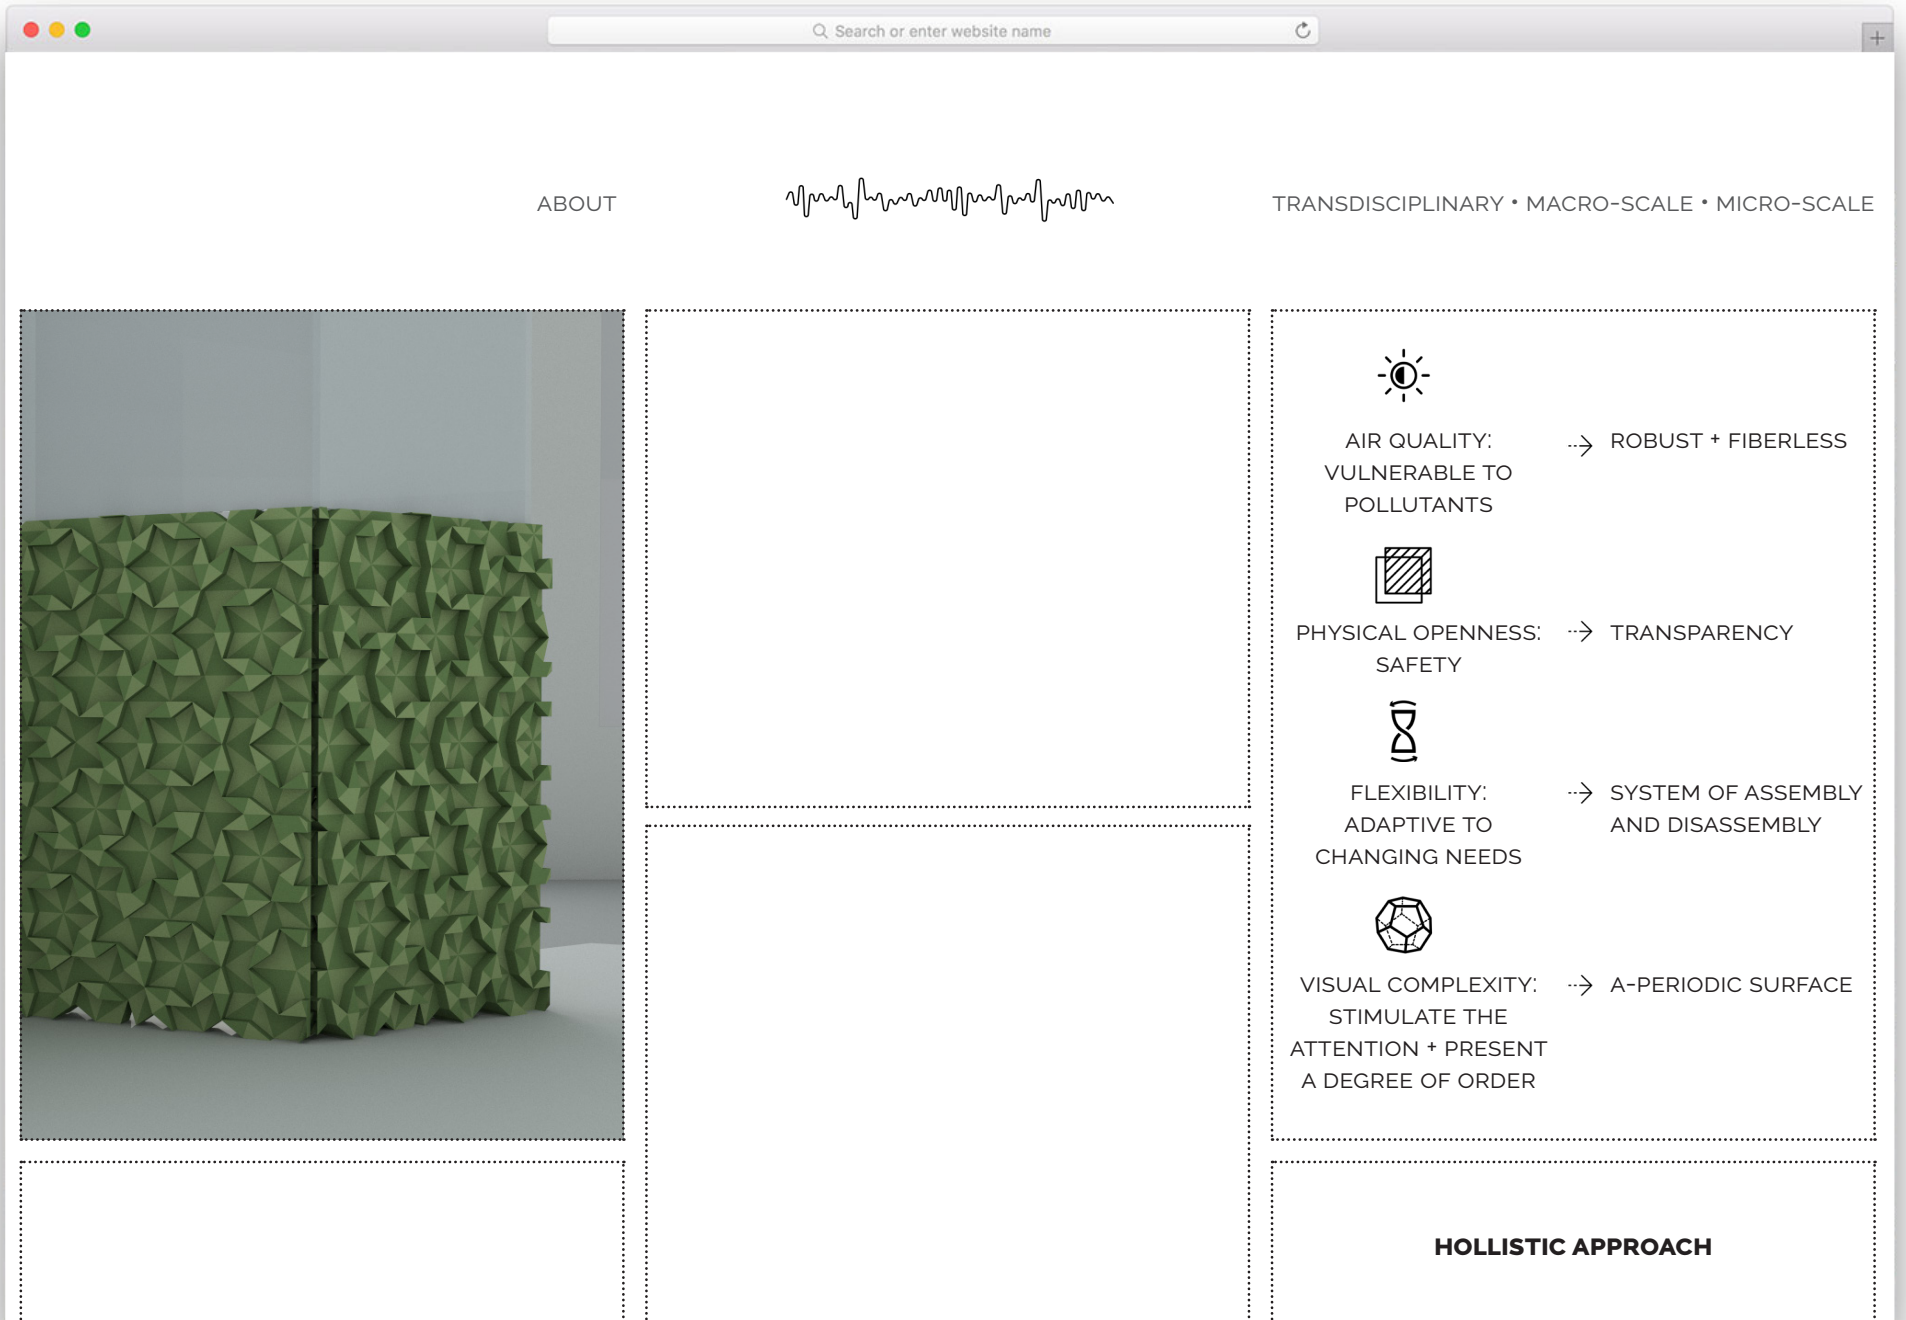 Search or enter website name
ABOUT
TRANSDISCIPLINARY • MACRO-SCALE • MICRO-SCALE
AIR QUALITY:
VULNERABLE TO
POLLUTANTS
ROBUST + FIBERLESS
PHYSICAL OPENNESS:
SAFETY
TRANSPARENCY
FLEXIBILITY:
ADAPTIVE TO
CHANGING NEEDS
SYSTEM OF ASSEMBLY
AND DISASSEMBLY
VISUAL COMPLEXITY:
STIMULATE THE
ATTENTION + PRESENT
A DEGREE OF ORDER
A-PERIODIC SURFACE
HOLLISTIC APPROACH